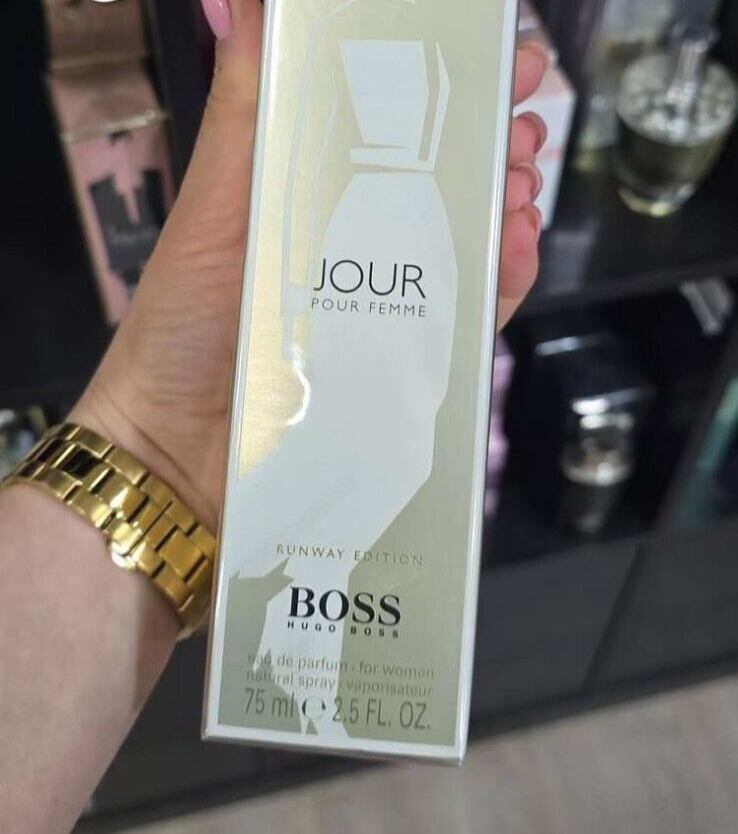 JOUR
POUR FEMME
RUNWAY EDITION
BOSS
HUGO BOSS
eau de parfum · for women
natural spray · vaporisateur
75 ml ℮ 2.5 FL. OZ.